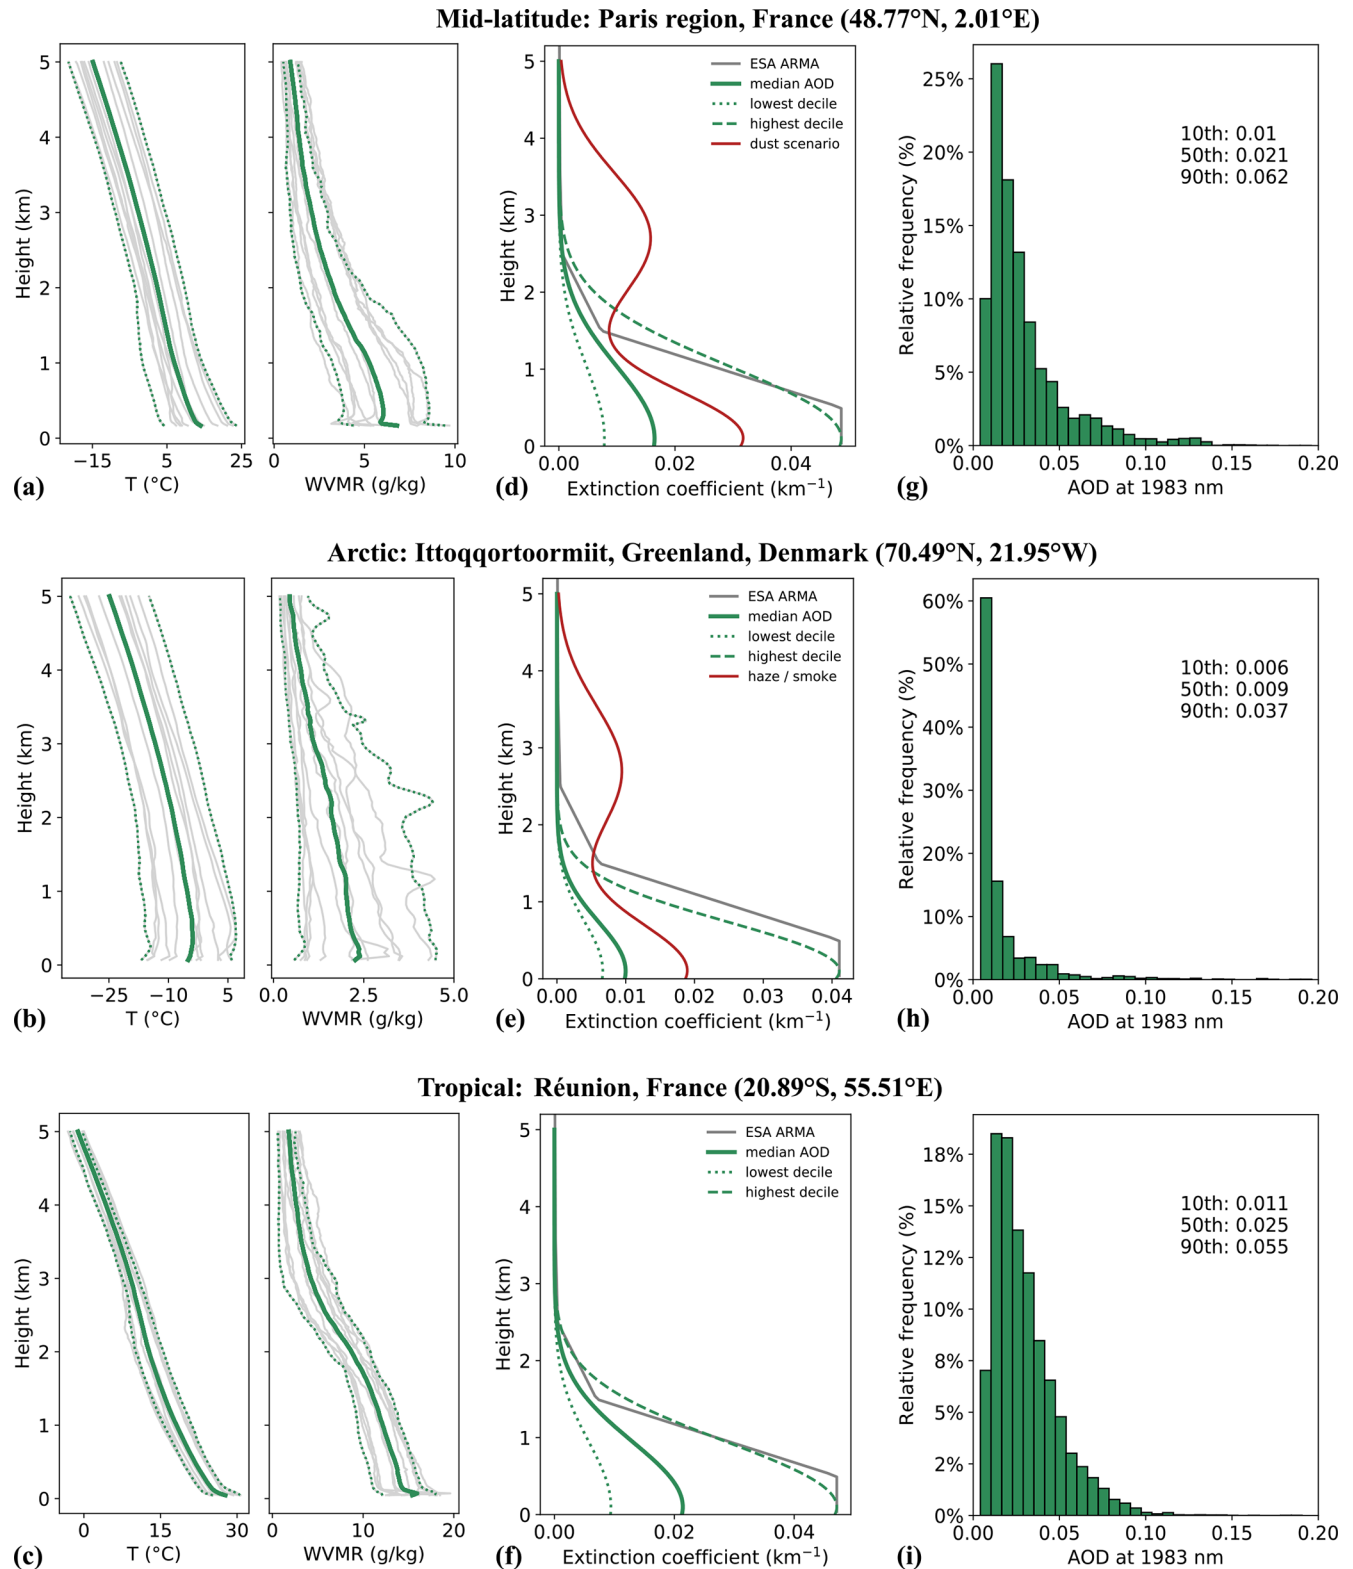 Mid-latitude: Paris region, France (48.77°N, 2.01°E)
5
4
3
2
1
0
Height (km)
−15 5 25
T (°C)
(a)
0 5 10
WVMR (g/kg)
5
4
3
2
1
0
Height (km)
ESA ARMA
median AOD
lowest decile
highest decile
dust scenario
0.00 0.02 0.04
Extinction coefficient (km⁻¹)
(d)
25%
20%
15%
10%
5%
0%
Relative frequency (%)
10th: 0.01
50th: 0.021
90th: 0.062
0.00 0.05 0.10 0.15 0.20
AOD at 1983 nm
(g)
Arctic: Ittoqqortoormiit, Greenland, Denmark (70.49°N, 21.95°W)
5
4
3
2
1
0
Height (km)
−25 −10 5
T (°C)
(b)
0.0 2.5 5.0
WVMR (g/kg)
5
4
3
2
1
0
Height (km)
ESA ARMA
median AOD
lowest decile
highest decile
haze / smoke
0.00 0.01 0.02 0.03 0.04
Extinction coefficient (km⁻¹)
(e)
60%
50%
40%
30%
20%
10%
0%
Relative frequency (%)
10th: 0.006
50th: 0.009
90th: 0.037
0.00 0.05 0.10 0.15 0.20
AOD at 1983 nm
(h)
Tropical: Réunion, France (20.89°S, 55.51°E)
5
4
3
2
1
0
Height (km)
0 15 30
T (°C)
(c)
0 10 20
WVMR (g/kg)
5
4
3
2
1
0
Height (km)
ESA ARMA
median AOD
lowest decile
highest decile
0.00 0.02 0.04
Extinction coefficient (km⁻¹)
(f)
18%
15%
12%
10%
8%
5%
2%
0%
Relative frequency (%)
10th: 0.011
50th: 0.025
90th: 0.055
0.00 0.05 0.10 0.15 0.20
AOD at 1983 nm
(i)